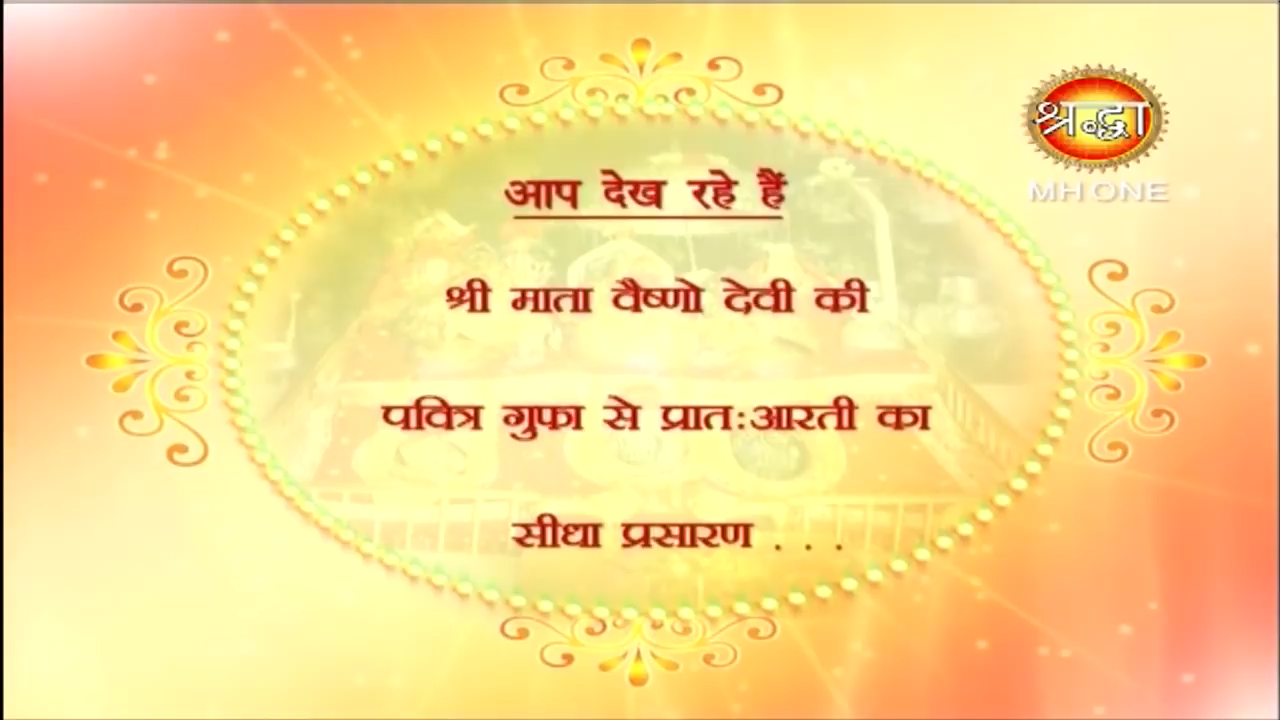 श्रद्धा
MH ONE
आप देख रहे हैं
श्री माता वैष्णो देवी की
पवित्र गुफा से प्रातःआरती का
सीधा प्रसारण . . .